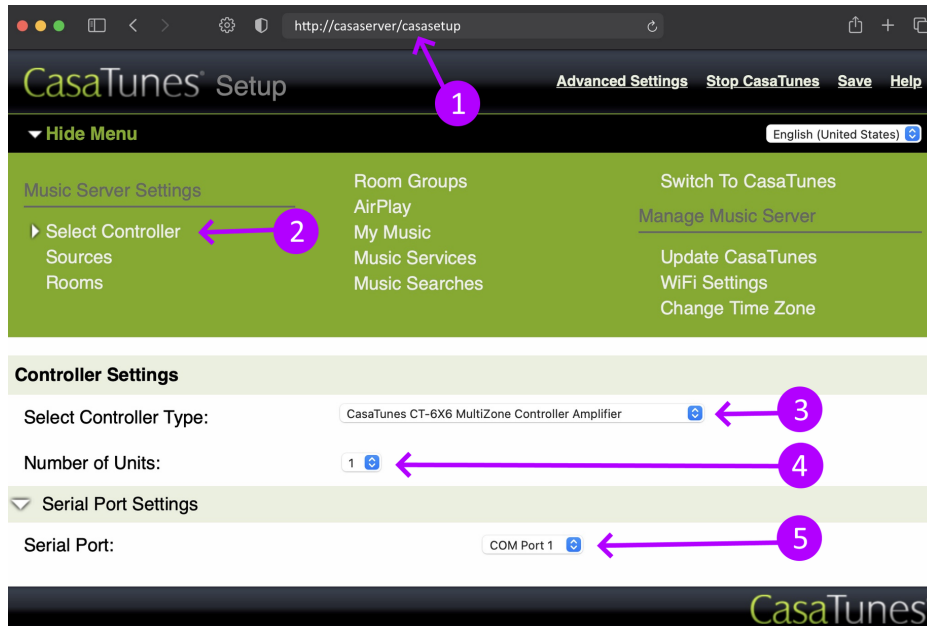 http://casaserver/casasetup
CasaTunes® Setup
Advanced Settings Stop CasaTunes Save Help
1
Hide Menu
English (United States)
Music Server Settings
Select Controller
2
Sources
Rooms
Room Groups
AirPlay
My Music
Music Services
Music Searches
Switch To CasaTunes
Manage Music Server
Update CasaTunes
WiFi Settings
Change Time Zone
Controller Settings
Select Controller Type: CasaTunes CT-6X6 MultiZone Controller Amplifier 3
Number of Units: 1 4
Serial Port Settings
Serial Port: COM Port 1 5
CasaTunes